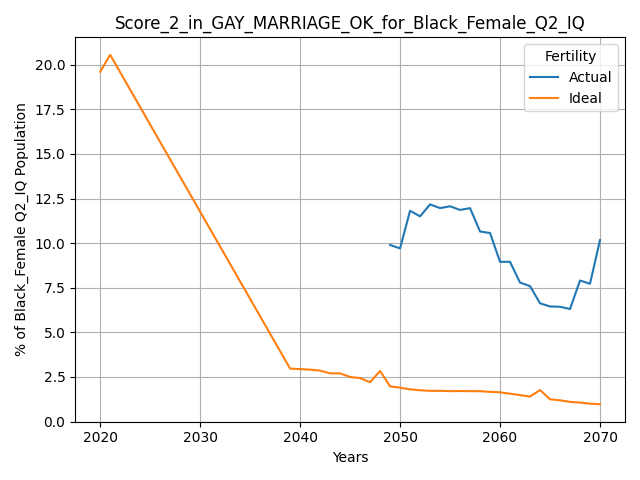 Score_2_in_GAY_MARRIAGE_OK_for_Black_Female_Q2_IQ
Fertility
Actual
Ideal
% of Black_Female Q2_IQ Population
20.0
17.5
15.0
12.5
10.0
7.5
5.0
2.5
0.0
2020 2030 2040 2050 2060 2070
Years